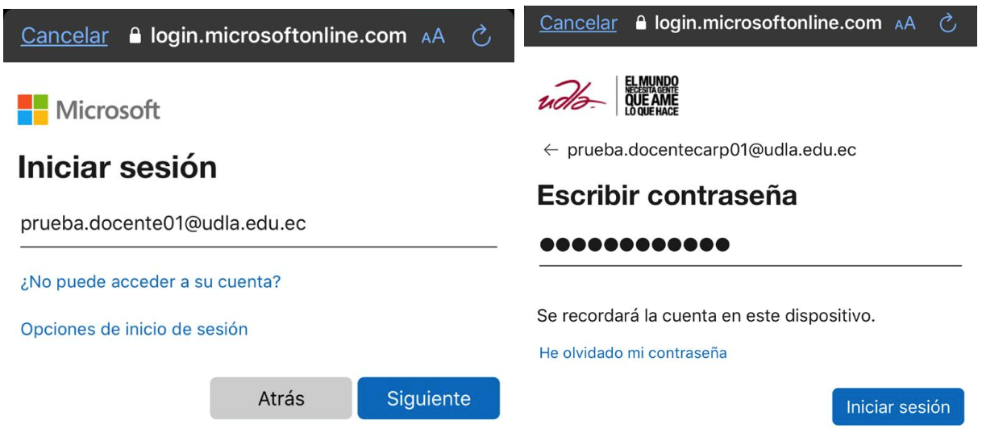 Cancelar login.microsoftonline.com AA
Microsoft
Iniciar sesión
prueba.docente01@udla.edu.ec
¿No puede acceder a su cuenta?
Opciones de inicio de sesión
Atrás Siguiente
Cancelar login.microsoftonline.com AA
udla
EL MUNDO
NECESITA GENTE
QUE AME
LO QUE HACE
← prueba.docentecarp01@udla.edu.ec
Escribir contraseña
●●●●●●●●●●●●
Se recordará la cuenta en este dispositivo.
He olvidado mi contraseña
Iniciar sesión